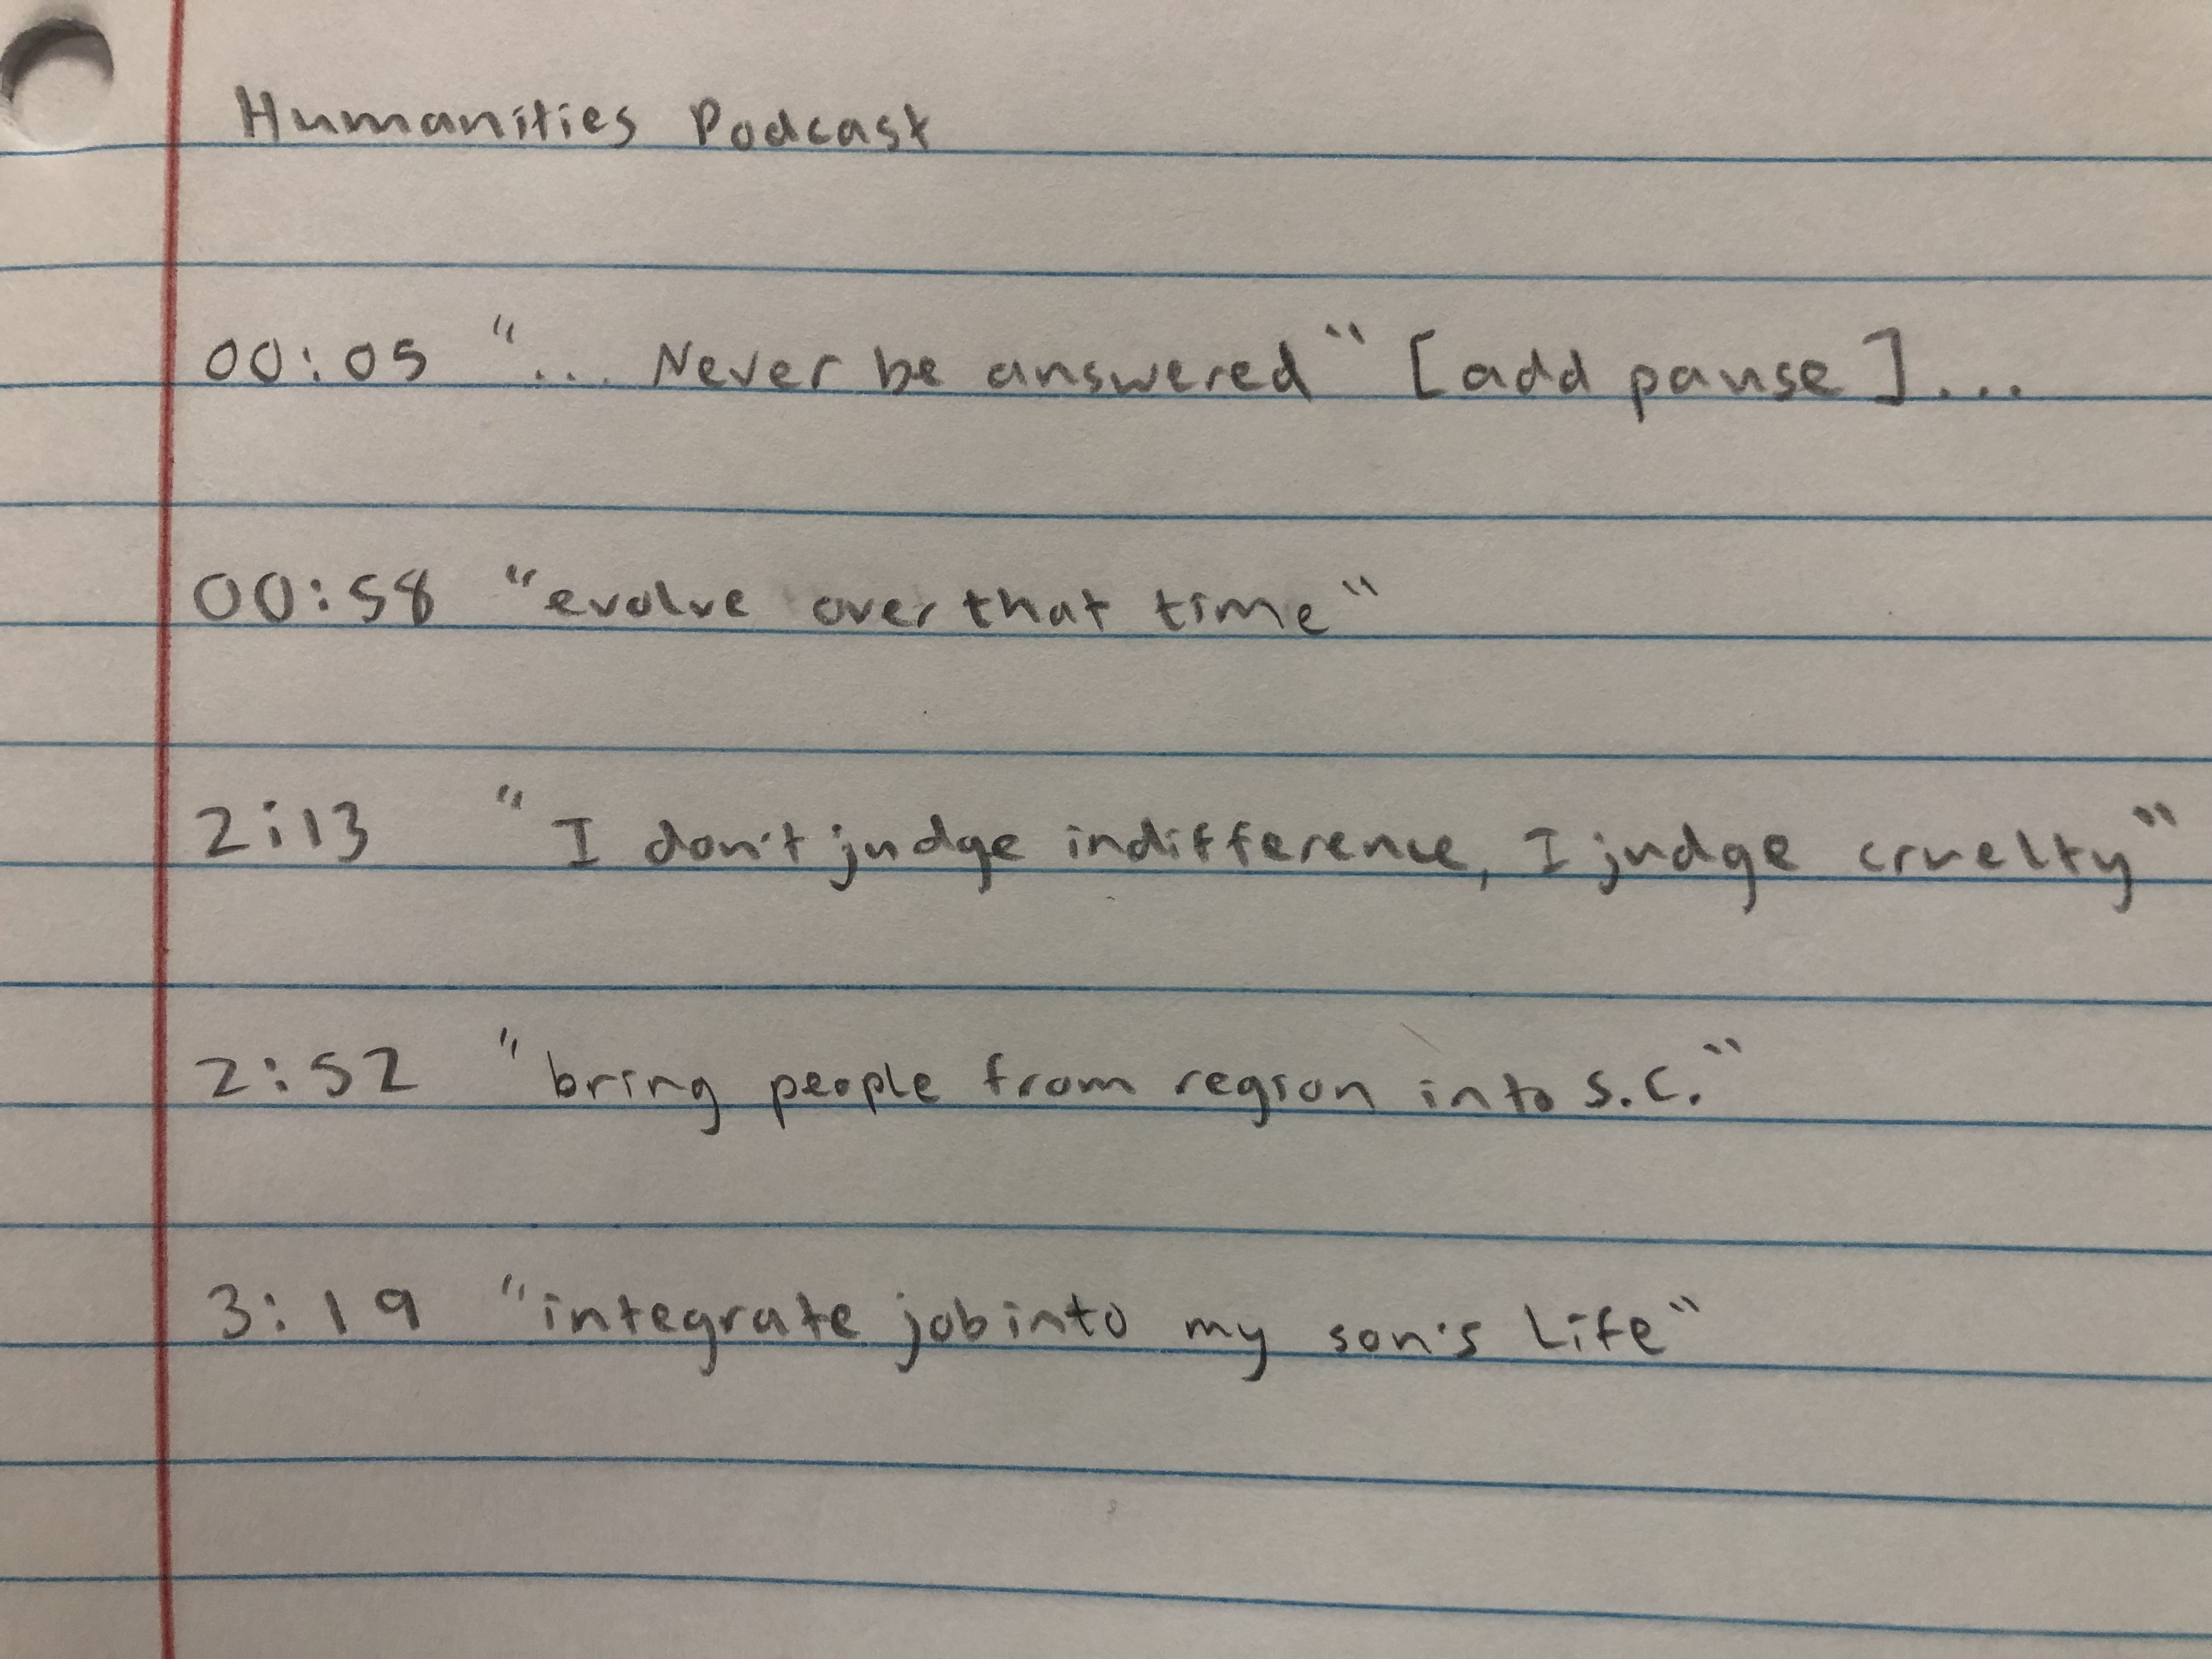 Humanities Podcast
00:05 "... Never be answered" [add pause]....
00:58 "evolve over that time"
2:13 "I don't judge indifference, I judge cruelty"
2:52 "bring people from region into S.C."
3:19 "integrate job into my son's Life"